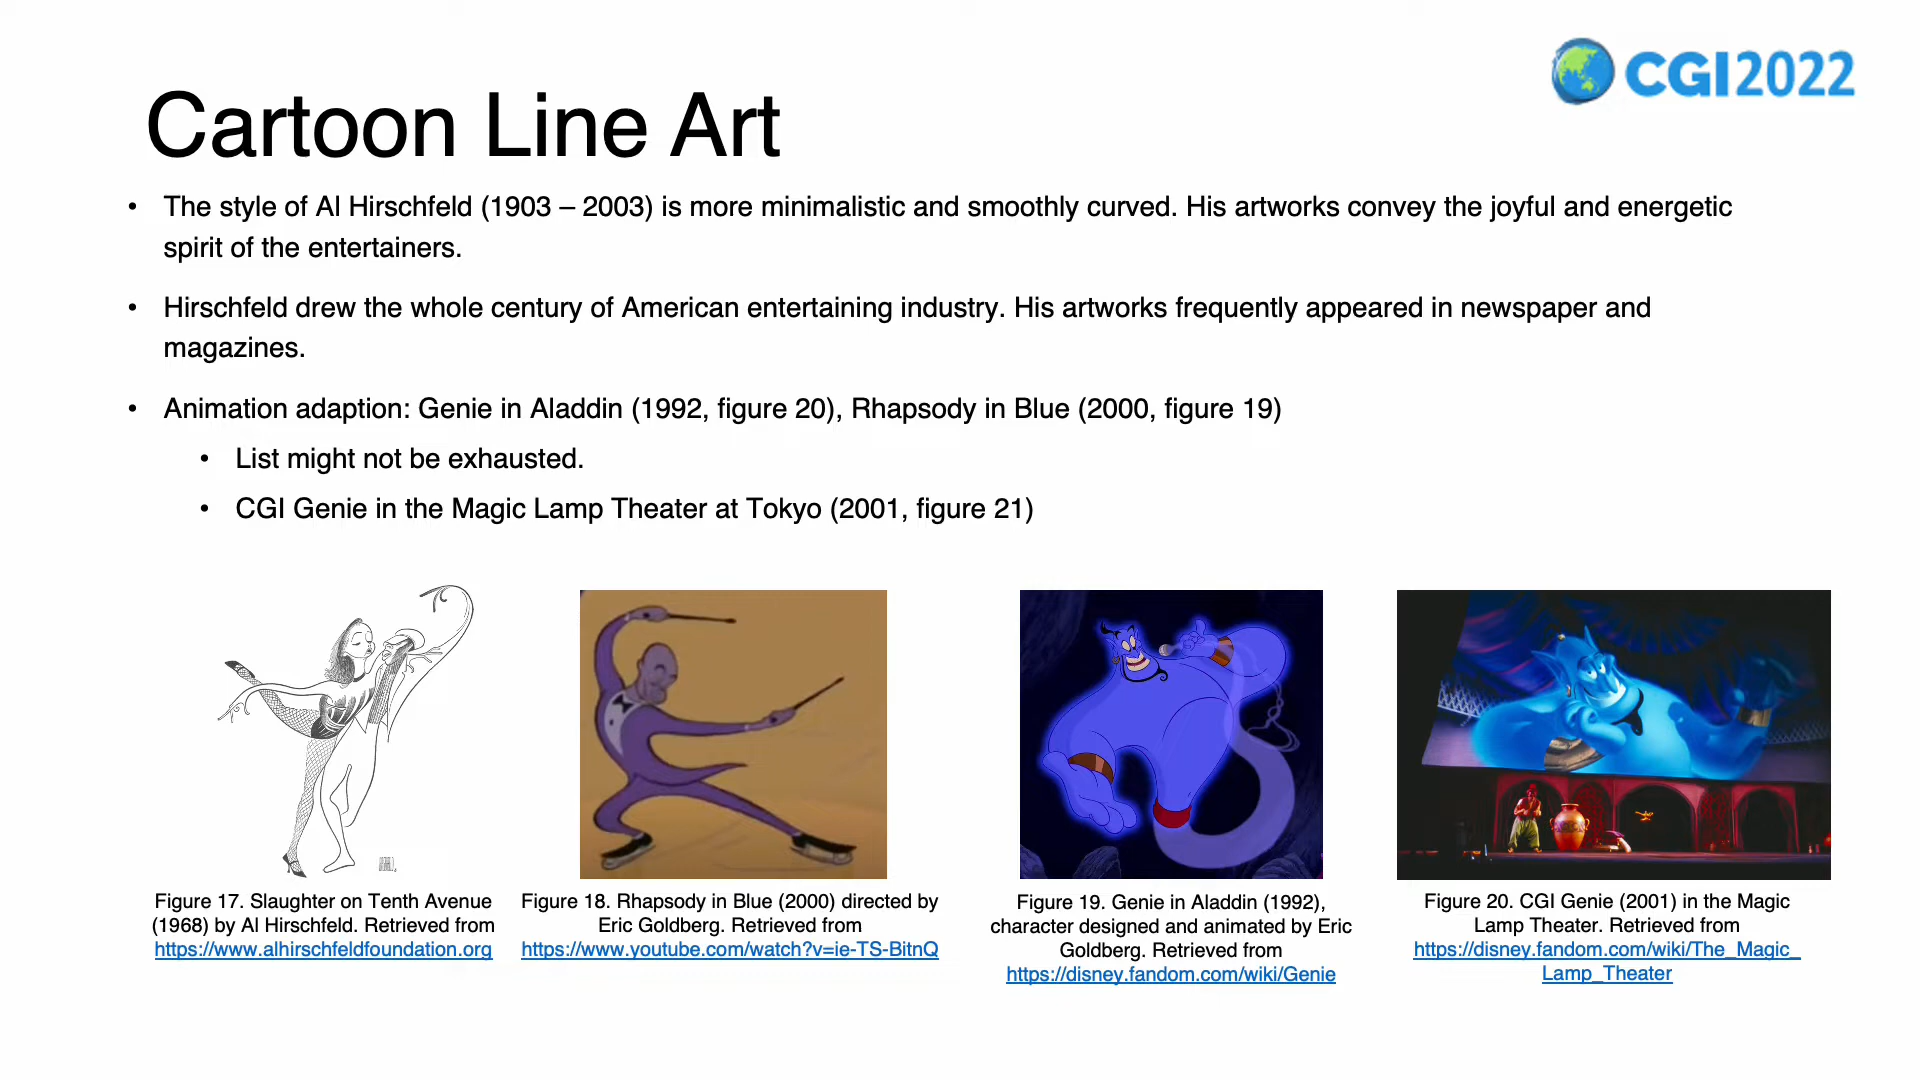 CGI2022
Cartoon Line Art
• The style of Al Hirschfeld (1903 – 2003) is more minimalistic and smoothly curved. His artworks convey the joyful and energetic
spirit of the entertainers.
• Hirschfeld drew the whole century of American entertaining industry. His artworks frequently appeared in newspaper and
magazines.
• Animation adaption: Genie in Aladdin (1992, figure 20), Rhapsody in Blue (2000, figure 19)
• List might not be exhausted.
• CGI Genie in the Magic Lamp Theater at Tokyo (2001, figure 21)
Figure 17. Slaughter on Tenth Avenue
(1968) by Al Hirschfeld. Retrieved from
https://www.alhirschfeldfoundation.org
Figure 18. Rhapsody in Blue (2000) directed by
Eric Goldberg. Retrieved from
https://www.youtube.com/watch?v=ie-TS-BitnQ
Figure 19. Genie in Aladdin (1992),
character designed and animated by Eric
Goldberg. Retrieved from
https://disney.fandom.com/wiki/Genie
Figure 20. CGI Genie (2001) in the Magic
Lamp Theater. Retrieved from
https://disney.fandom.com/wiki/The_Magic_
Lamp_Theater